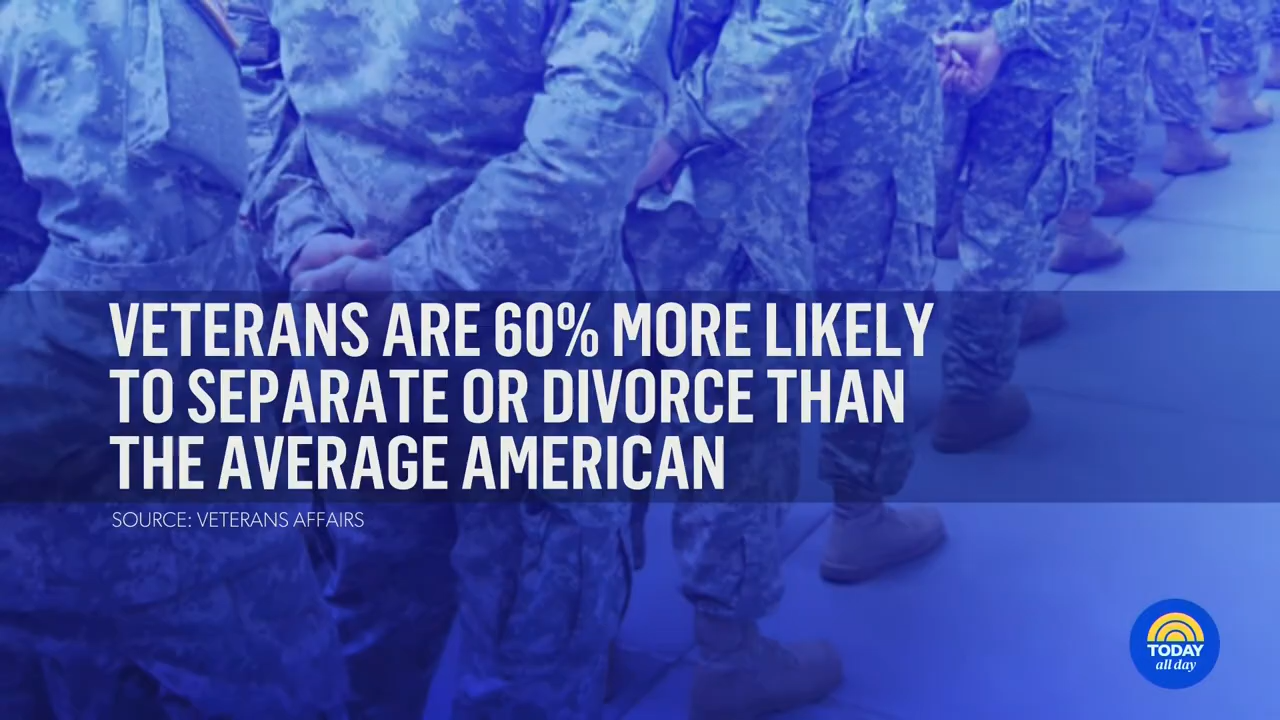 VETERANS ARE 60% MORE LIKELY
TO SEPARATE OR DIVORCE THAN
THE AVERAGE AMERICAN
SOURCE: VETERANS AFFAIRS
TODAY
all day